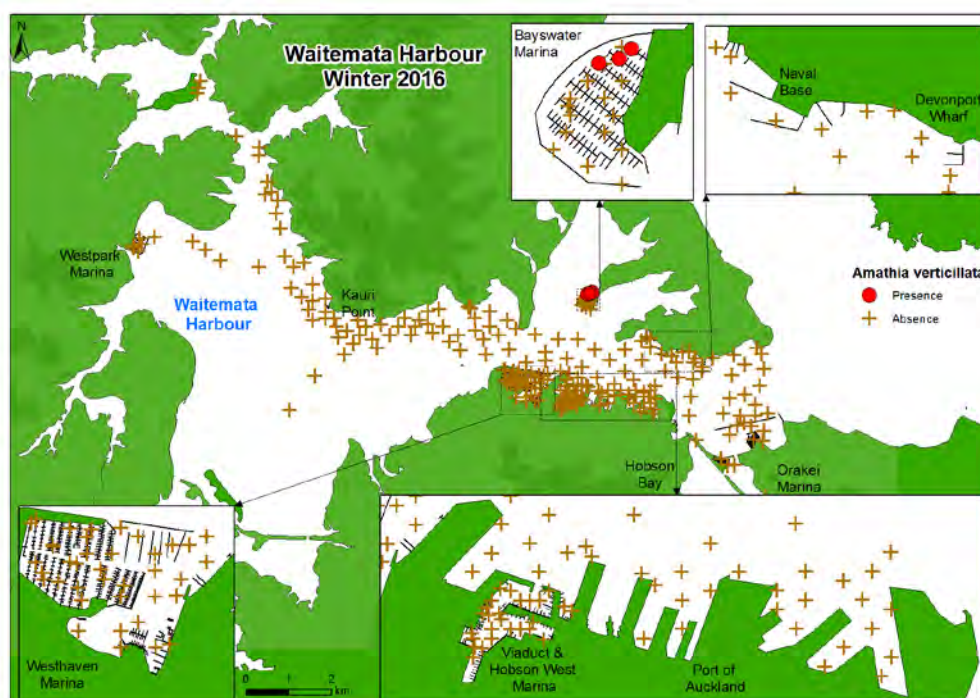 N
Waitemata Harbour
Winter 2016
Bayswater
Marina
Naval
Base
Devonport
Wharf
Westpark
Marina
Kauri
Point
Waitemata
Harbour
Amathia verticillata
Presence
Absence
Hobson
Bay
Orakei
Marina
Westhaven
Marina
0 1 2
km
Viaduct &
Hobson West
Marina
Port of
Auckland